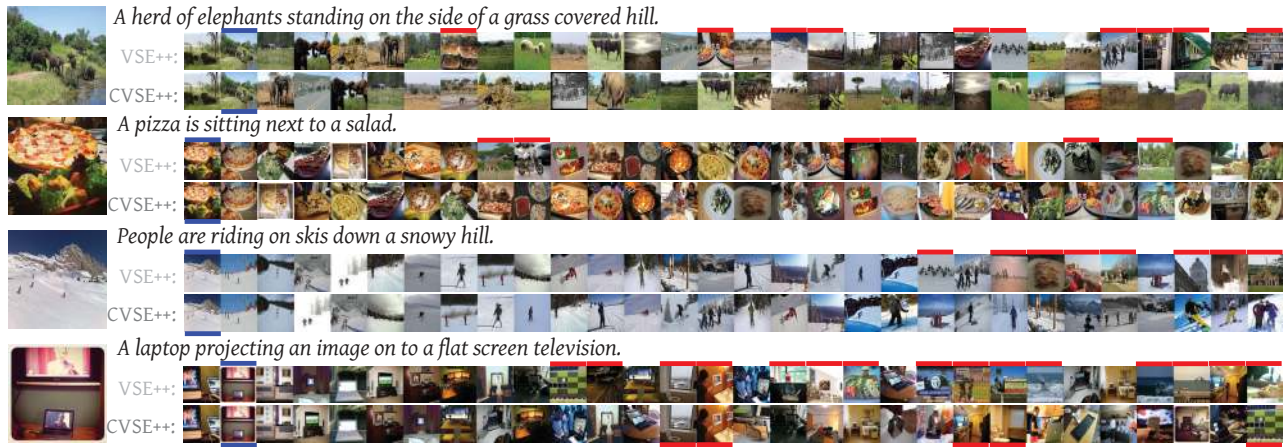 A herd of elephants standing on the side of a grass covered hill.
VSE++:
CVSE++:
A pizza is sitting next to a salad.
VSE++:
CVSE++:
People are riding on skis down a snowy hill.
VSE++:
CVSE++:
A laptop projecting an image on to a flat screen television.
VSE++:
CVSE++: